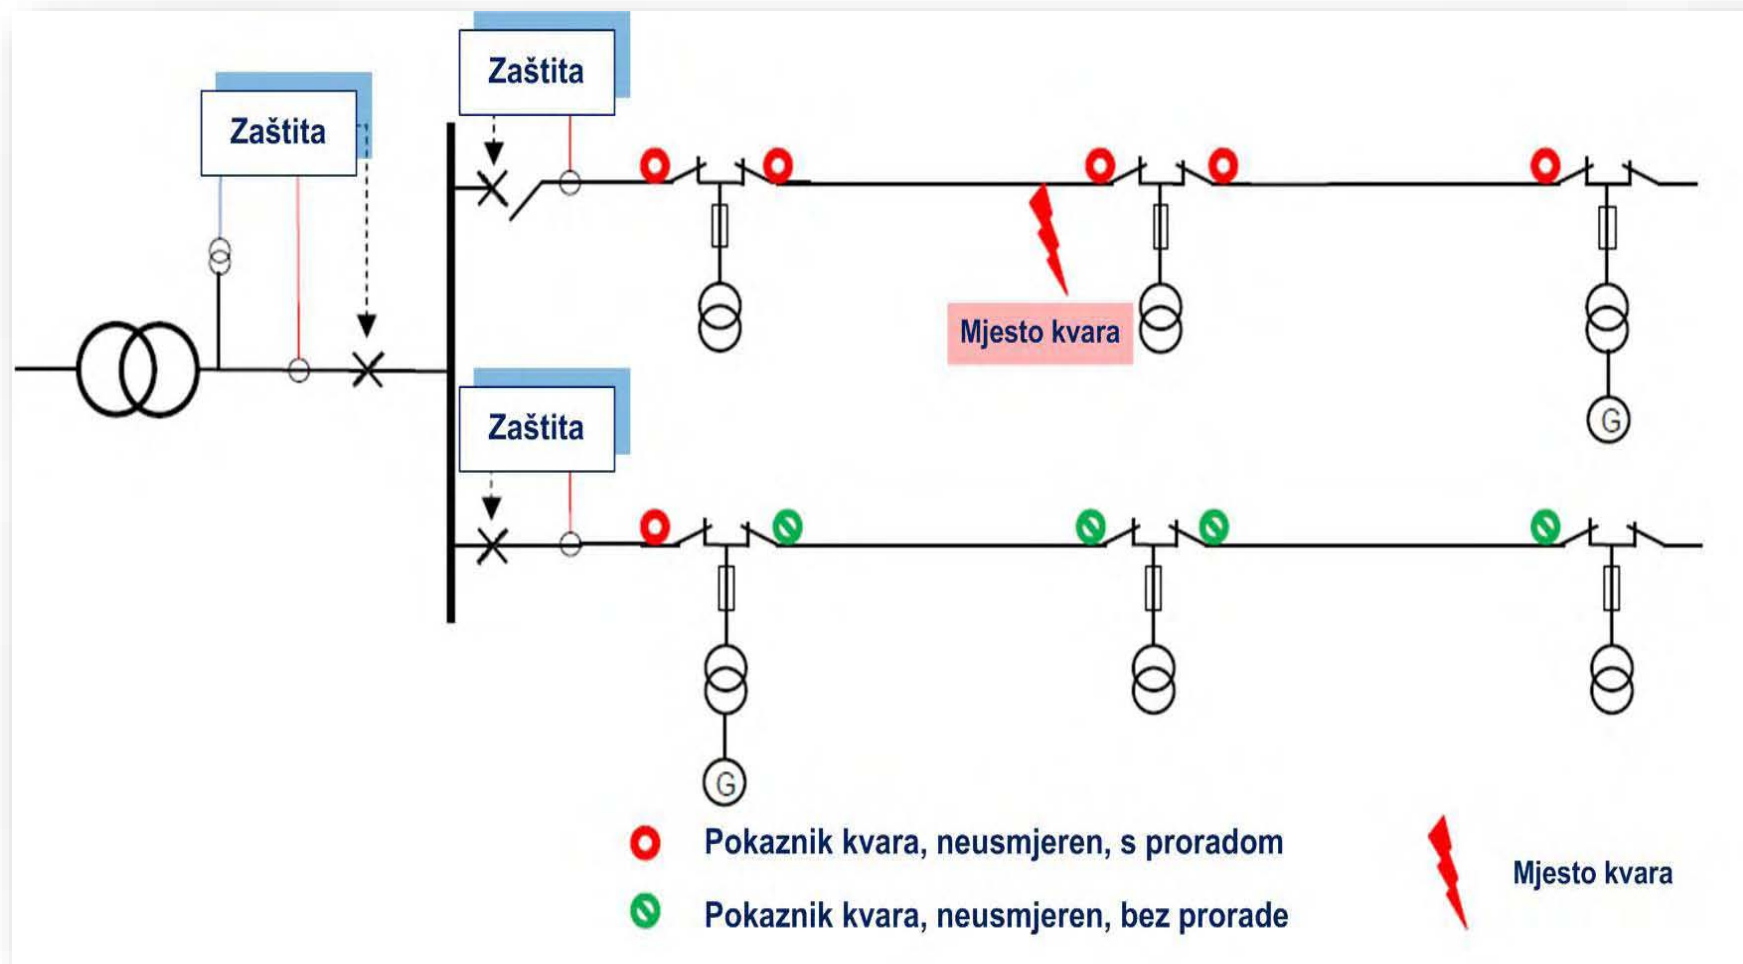 Zaštita
Zaštita
Mjesto kvara
G
Zaštita
G
Pokaznik kvara, neusmjeren, s proradom
Pokaznik kvara, neusmjeren, bez prorade
Mjesto kvara